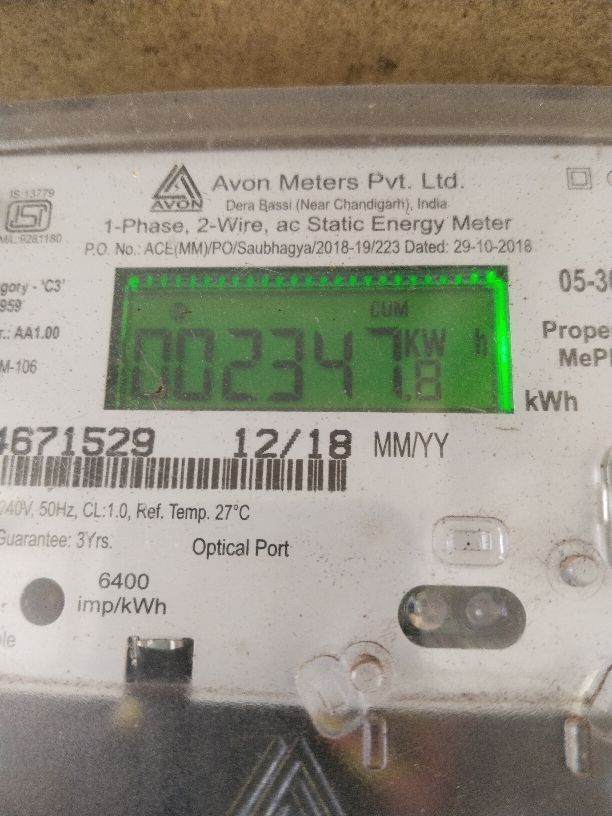 IS:13779
ISI
AVON
Avon Meters Pvt. Ltd.
Dera Bassi (Near Chandigarh), India
1-Phase, 2-Wire, ac Static Energy Meter
P.O. No.: ACE(MM)/PO/Saubhagya/2018-19/223 Dated: 29-10-2018
gory - 'C3'
959
r.: AA1.00
M-106
CUM
002347.8 KW h
kWh
05-3
Prope
MeP
4671529 12/18 MM/YY
240V, 50Hz, CL:1.0, Ref. Temp. 27°C
Guarantee: 3Yrs.
Optical Port
6400
imp/kWh